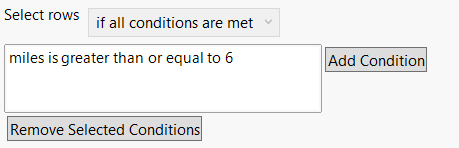 Select rows if all conditions are met
miles is greater than or equal to 6
Add Condition
Remove Selected Conditions